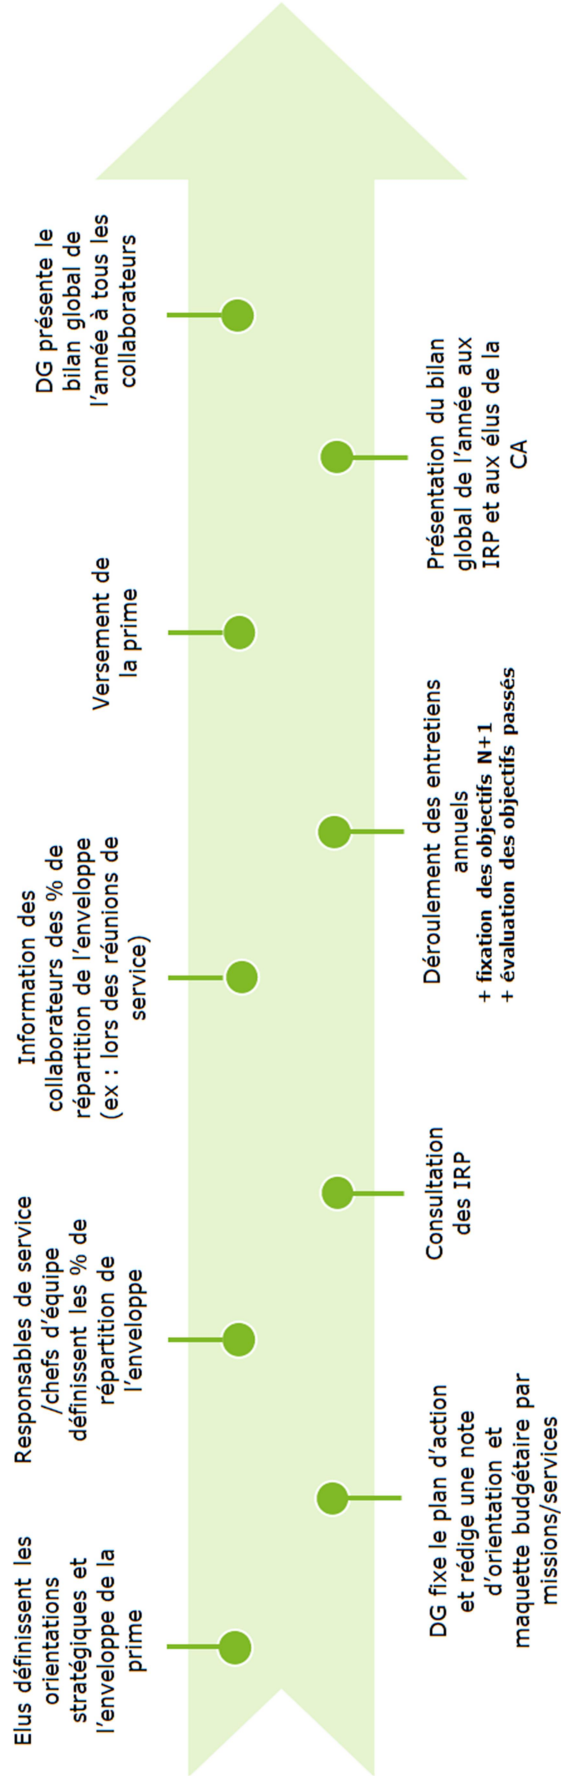 Elus définissent les
orientations
stratégiques et
l'enveloppe de la
prime
DG fixe le plan d'action
et rédige une note
d'orientation et
maquette budgétaire par
missions/services
Responsables de service
/chefs d'équipe
définissent les % de
répartition de
l'enveloppe
Consultation
des IRP
Information des
collaborateurs des % de
répartition de l'enveloppe
(ex : lors des réunions de
service)
Déroulement des entretiens
annuels
+ fixation des objectifs N+1
+ évaluation des objectifs passés
Versement de
la prime
Présentation du bilan
global de l'année aux
IRP et aux élus de la
CA
DG présente le
bilan global de
l'année à tous les
collaborateurs